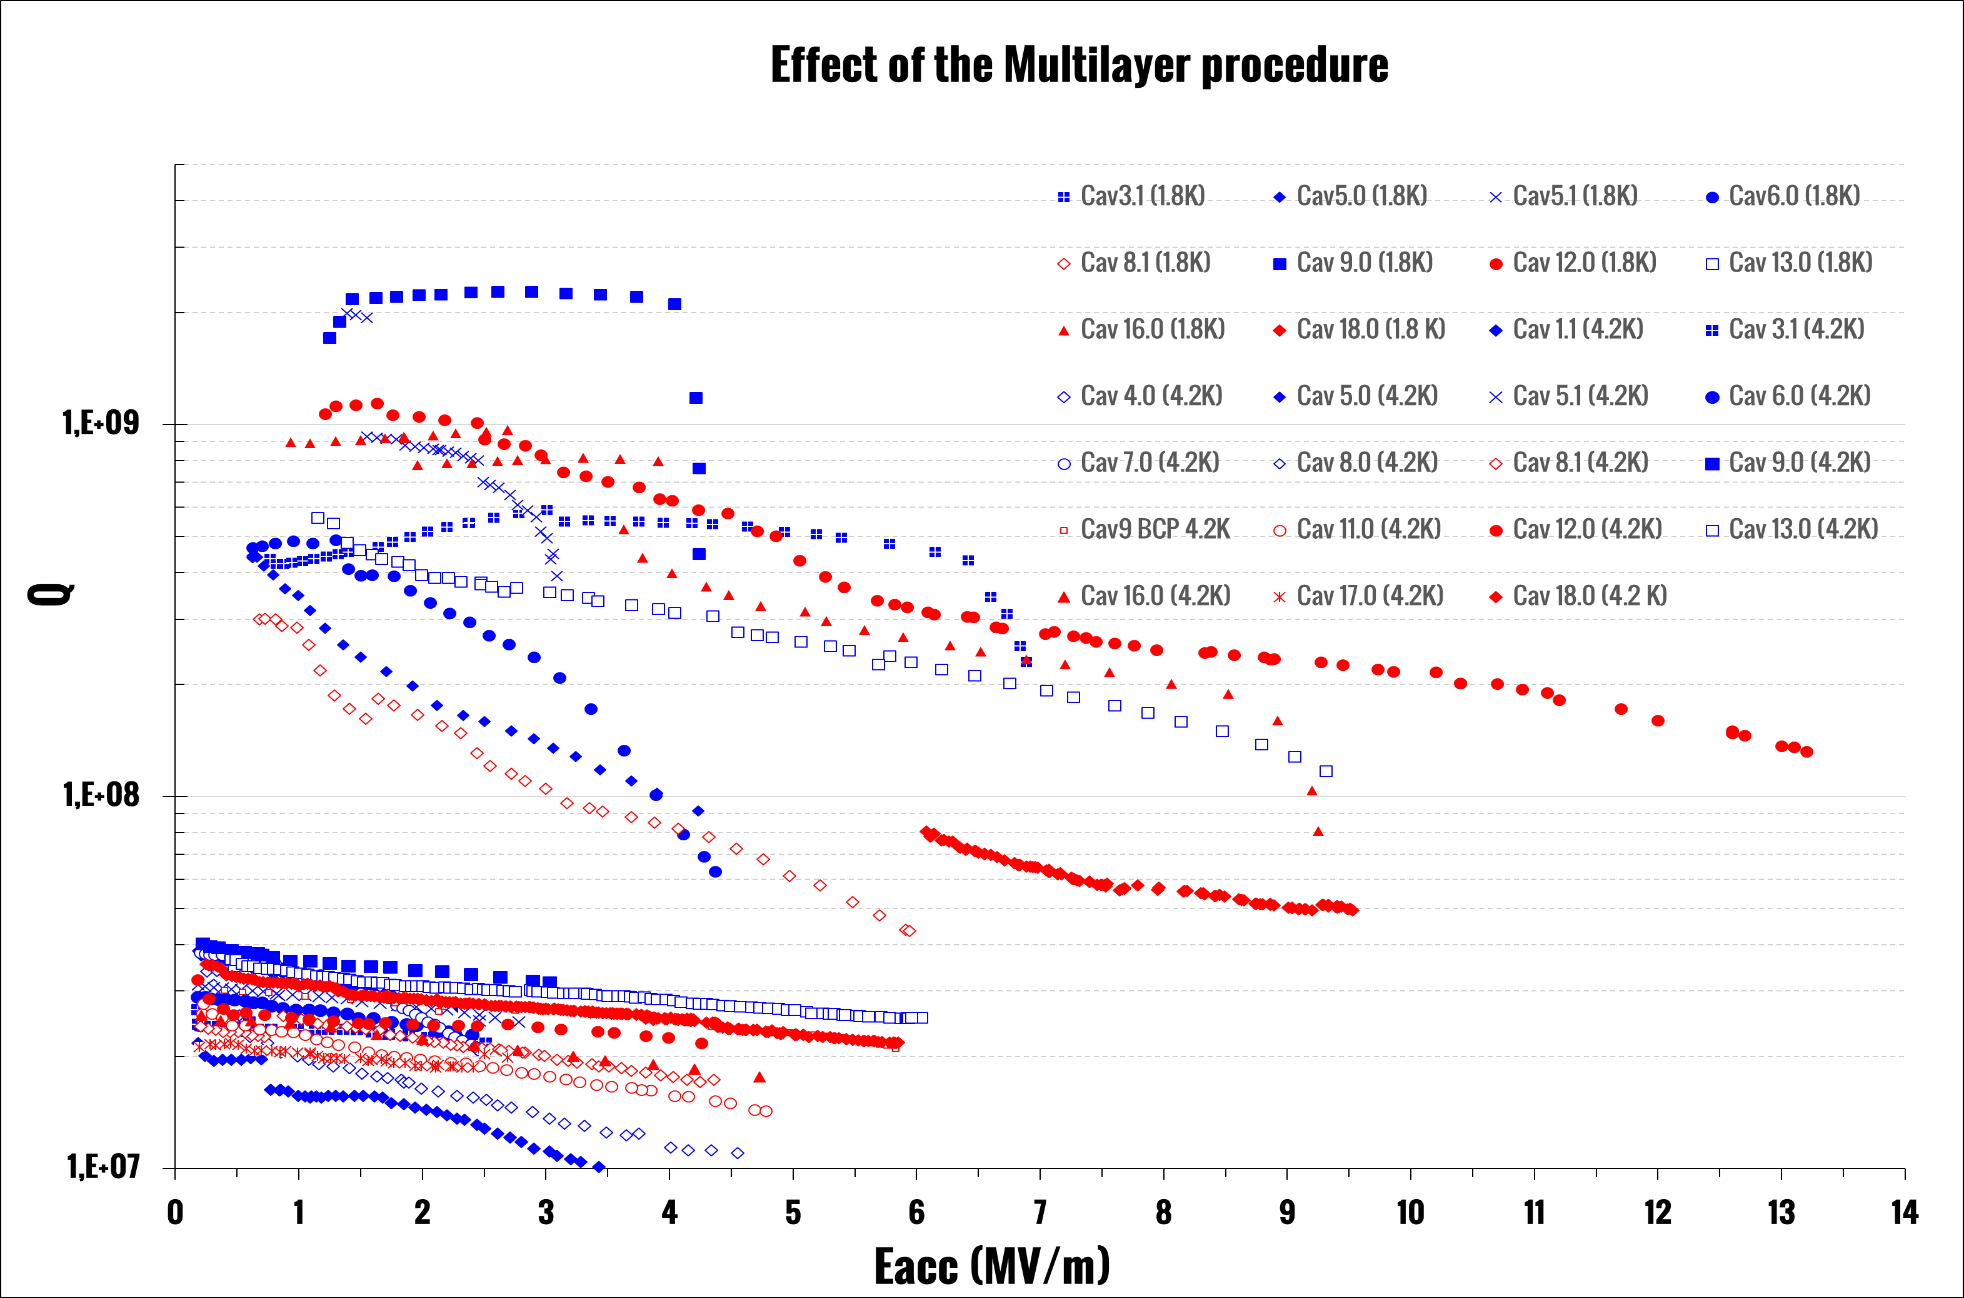 Effect of the Multilayer procedure
Cav3.1 (1.8K) Cav5.0 (1.8K) Cav5.1 (1.8K) Cav6.0 (1.8K)
Cav 8.1 (1.8K) Cav 9.0 (1.8K) Cav 12.0 (1.8K) Cav 13.0 (1.8K)
Cav 16.0 (1.8K) Cav 18.0 (1.8 K) Cav 1.1 (4.2K) Cav 3.1 (4.2K)
Cav 4.0 (4.2K) Cav 5.0 (4.2K) Cav 5.1 (4.2K) Cav 6.0 (4.2K)
Cav 7.0 (4.2K) Cav 8.0 (4.2K) Cav 8.1 (4.2K) Cav 9.0 (4.2K)
Cav9 BCP 4.2K Cav 11.0 (4.2K) Cav 12.0 (4.2K) Cav 13.0 (4.2K)
Cav 16.0 (4.2K) Cav 17.0 (4.2K) Cav 18.0 (4.2 K)
1,E+09
Q
1,E+08
1,E+07
0 1 2 3 4 5 6 7 8 9 10 11 12 13 14
Eacc (MV/m)